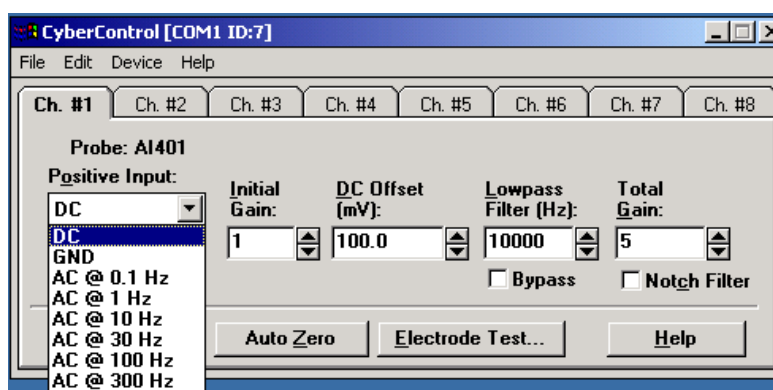 CyberControl [COM1 ID:7]
File Edit Device Help
Ch. #1 Ch. #2 Ch. #3 Ch. #4 Ch. #5 Ch. #6 Ch. #7 Ch. #8
Probe: AI401
Positive Input:
DC
DC
GND
AC @ 0.1 Hz
AC @ 1 Hz
AC @ 10 Hz
AC @ 30 Hz
AC @ 100 Hz
AC @ 300 Hz
Initial
Gain:
1
DC Offset
(mV):
100.0
Lowpass
Filter (Hz):
10000
Bypass
Total
Gain:
5
Notch Filter
Auto Zero Electrode Test... Help